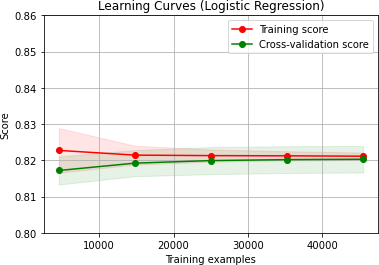 Learning Curves (Logistic Regression)
0.86
0.85
0.84
0.83
0.82
0.81
0.80
Score
Training score
Cross-validation score
10000 20000 30000 40000
Training examples